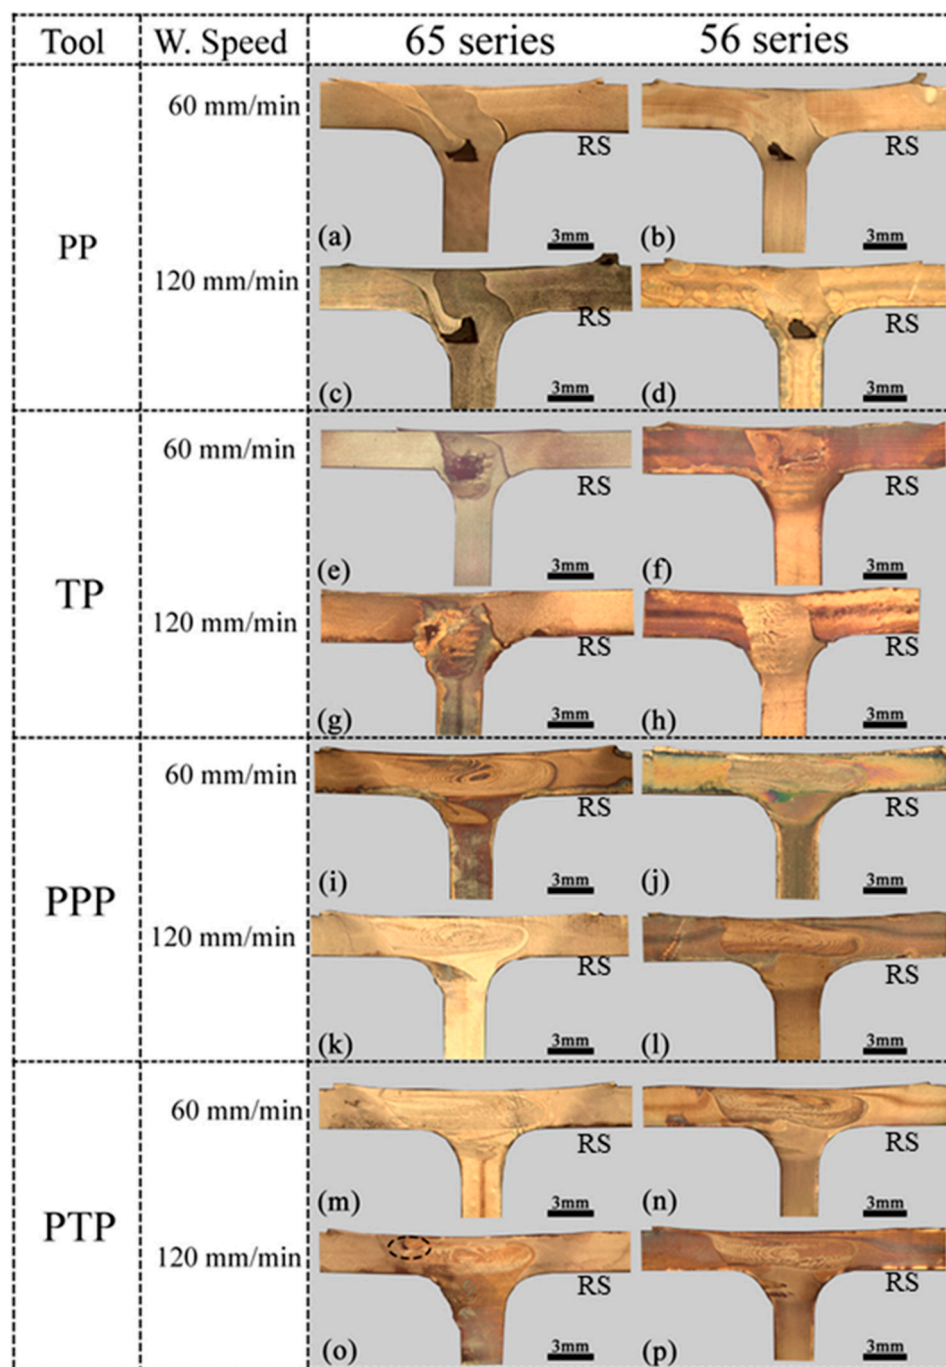 Tool W. Speed 65 series 56 series
PP
60 mm/min
RS RS
(a) 3mm (b) 3mm
120 mm/min
RS RS
(c) 3mm (d) 3mm
TP
60 mm/min
RS RS
(e) 3mm (f) 3mm
120 mm/min
RS RS
(g) 3mm (h) 3mm
PPP
60 mm/min
RS RS
(i) 3mm (j) 3mm
120 mm/min
RS RS
(k) 3mm (l) 3mm
PTP
60 mm/min
RS RS
(m) 3mm (n) 3mm
120 mm/min
RS RS
(o) 3mm (p) 3mm